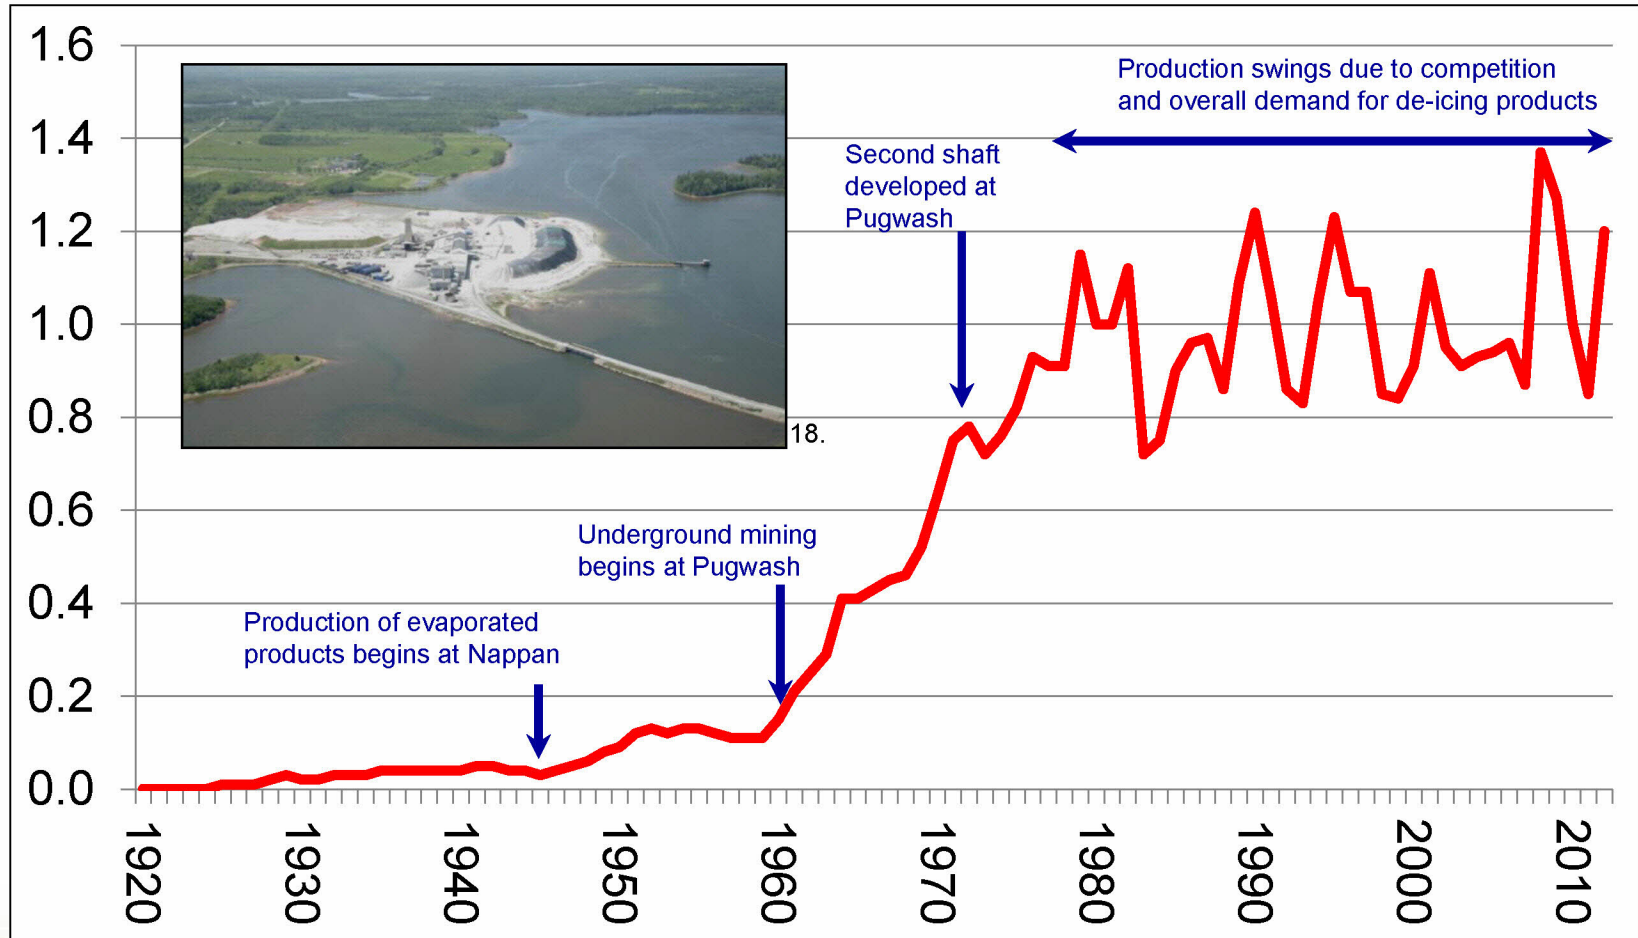 1.6
1.4
1.2
1.0
0.8
0.6
0.4
0.2
0.0
Production swings due to competition
and overall demand for de-icing products
Second shaft
developed at
Pugwash
18.
Underground mining
begins at Pugwash
Production of evaporated
products begins at Nappan
1920
1930
1940
1950
1960
1970
1980
1990
2000
2010